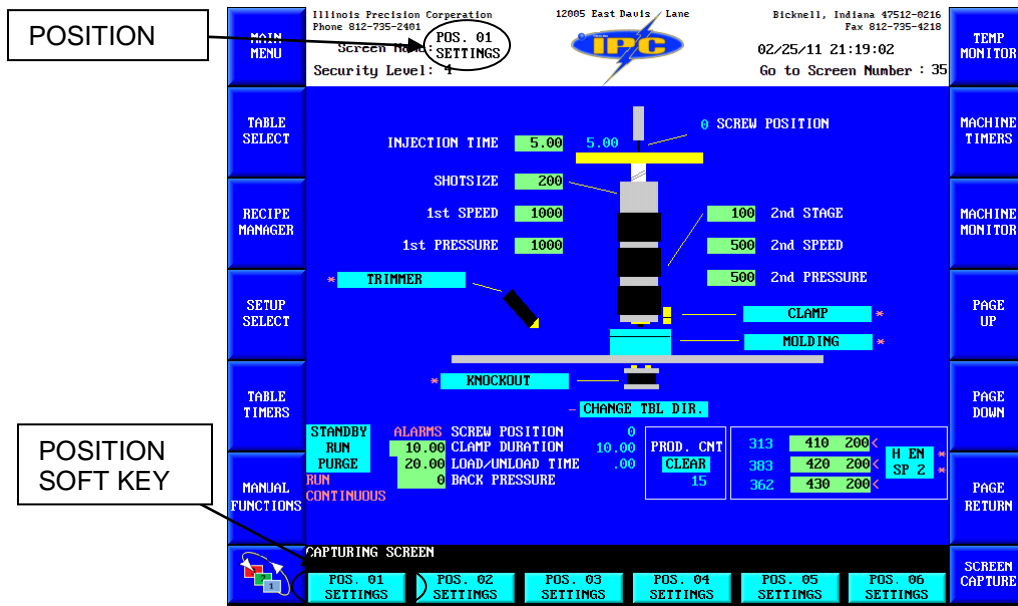 POSITION
POSITION
SOFT KEY
Illinois Precision Corperation
Phone 812-735-2401
12005 East Davis Lane
Bicknell, Indiana 47512-0216
Fax 812-735-4218
Screen Name:
POS. 01
SETTINGS
IPC
02/25/11 21:19:02
Security Level: 4
Go to Screen Number : 35
MAIN
MENU
TABLE
SELECT
RECIPE
MANAGER
SETUP
SELECT
TABLE
TIMERS
MANUAL
FUNCTIONS
INJECTION TIME 5.00 5.00
0 SCREW POSITION
SHOTSIZE 200
1st SPEED 1000
1st PRESSURE 1000
100 2nd STAGE
500 2nd SPEED
500 2nd PRESSURE
* TRIMMER
CLAMP *
MOLDING *
* KNOCKOUT
- CHANGE TBL DIR.
STANDBY
RUN
PURGE
RUN
CONTINUOUS
ALARMS SCREW POSITION 0
10.00 CLAMP DURATION 10.00
20.00 LOAD/UNLOAD TIME .00
0 BACK PRESSURE
PROD. CNT
CLEAR
15
313 410 200<
383 420 200<
362 430 200<
H EN *
SP 2 *
TEMP
MONITOR
MACHINE
TIMERS
MACHINE
MONITOR
PAGE
UP
PAGE
DOWN
PAGE
RETURN
SCREEN
CAPTURE
CAPTURING SCREEN
POS. 01
SETTINGS
POS. 02
SETTINGS
POS. 03
SETTINGS
POS. 04
SETTINGS
POS. 05
SETTINGS
POS. 06
SETTINGS